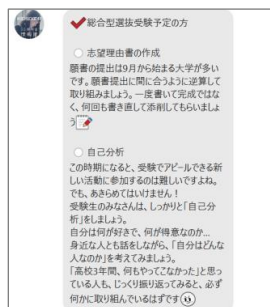 ✔総合型選抜受験予定の方
○ 志望理由書の作成
願書の提出は9月から始まる大学が多い
です。願書提出に間に合うように逆算して
取り組みましょう。一度書いて完成ではな
く、何回も書き直して添削してもらいましょ
う📝
○ 自己分析
この時期になると、受験でアピールできる新
しい活動に参加するのは難しいですよね。
でも、あきらめてはいけません！
受験生のみなさんは、しっかりと「自己分
析」をしましょう。
自分は何が好きで、何が得意なのか…
身近な人とも話をしながら、「自分はどんな
人なのか」を考えてみましょう。
「高校3年間、何もやってこなかった」と思っ
ている人も、じっくり振り返ってみると、必ず
何かに取り組んでいるはずです